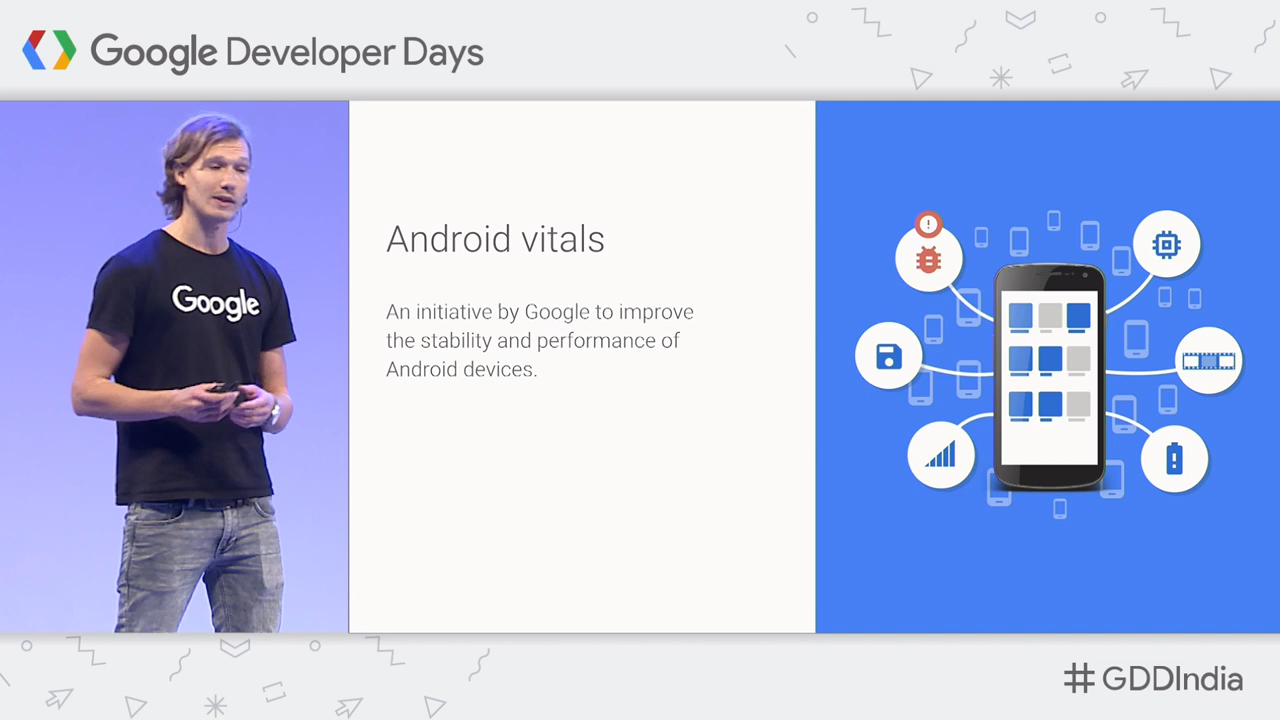 Google Developer Days
Google
Android vitals
An initiative by Google to improve
the stability and performance of
Android devices.
#GDDIndia